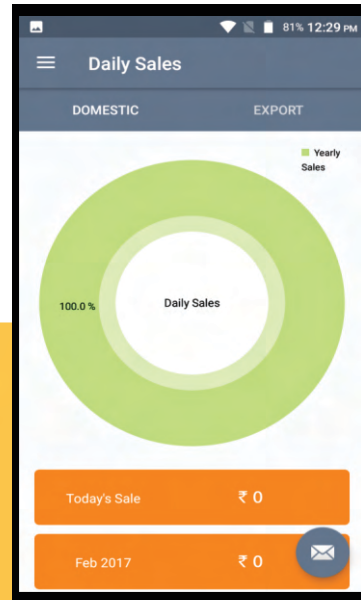 81% 12:29 PM
Daily Sales
DOMESTIC EXPORT
Yearly
Sales
100.0 % Daily Sales
Today's Sale ₹ 0
Feb 2017 ₹ 0